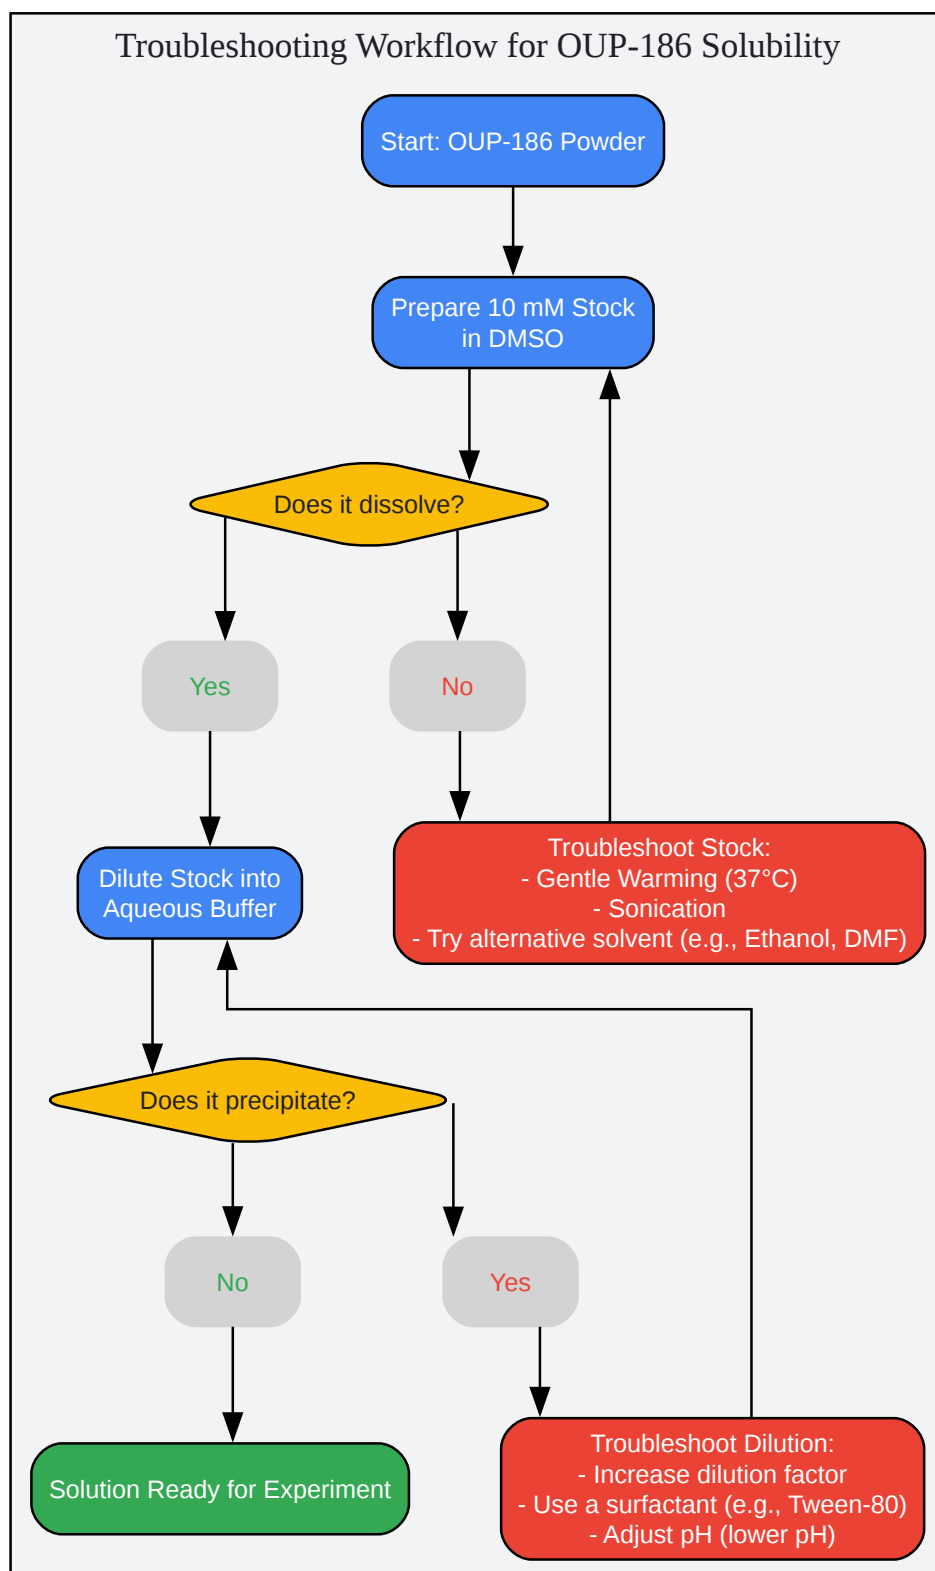 Troubleshooting Workflow for OUP-186 Solubility
Start: OUP-186 Powder
Prepare 10 mM Stock
in DMSO
Does it dissolve?
Yes
No
Troubleshoot Stock:
- Gentle Warming (37°C)
- Sonication
- Try alternative solvent (e.g., Ethanol, DMF)
Dilute Stock into
Aqueous Buffer
Does it precipitate?
No
Yes
Solution Ready for Experiment
Troubleshoot Dilution:
- Increase dilution factor
- Use a surfactant (e.g., Tween-80)
- Adjust pH (lower pH)